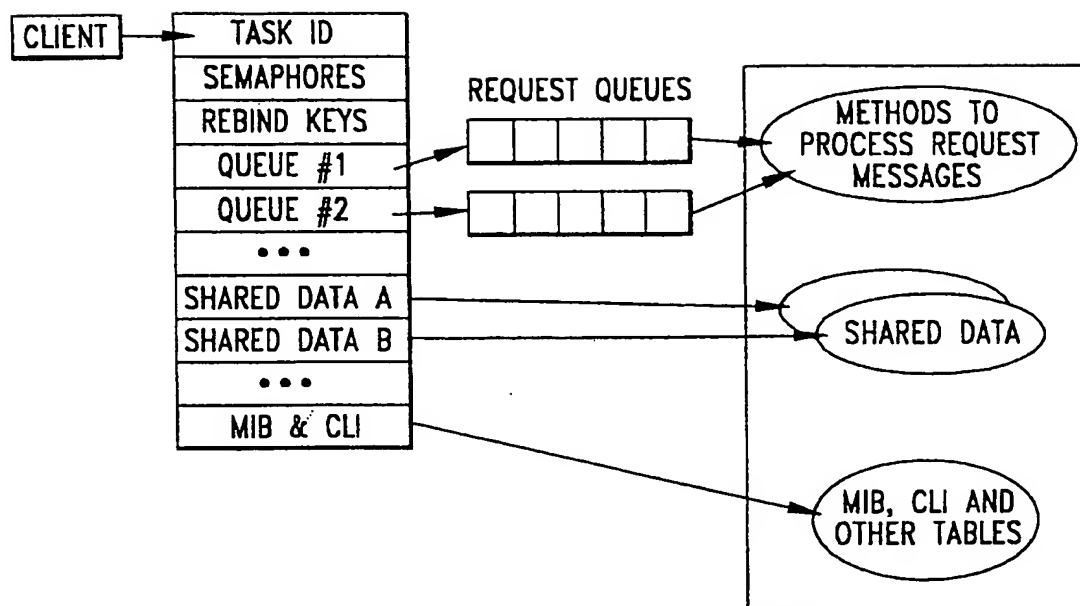 CLIENT
TASK ID
SEMAPHORES
REBIND KEYS
QUEUE #1
QUEUE #2
•••
SHARED DATA A
SHARED DATA B
•••
MIB & CLI
REQUEST QUEUES
METHODS TO
PROCESS REQUEST
MESSAGES
SHARED DATA
MIB, CLI AND
OTHER TABLES